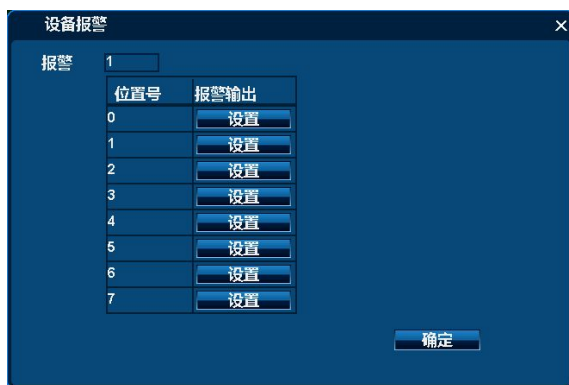 设备报警
报警 1
位置号 报警输出
0 设置
1 设置
2 设置
3 设置
4 设置
5 设置
6 设置
7 设置
确定